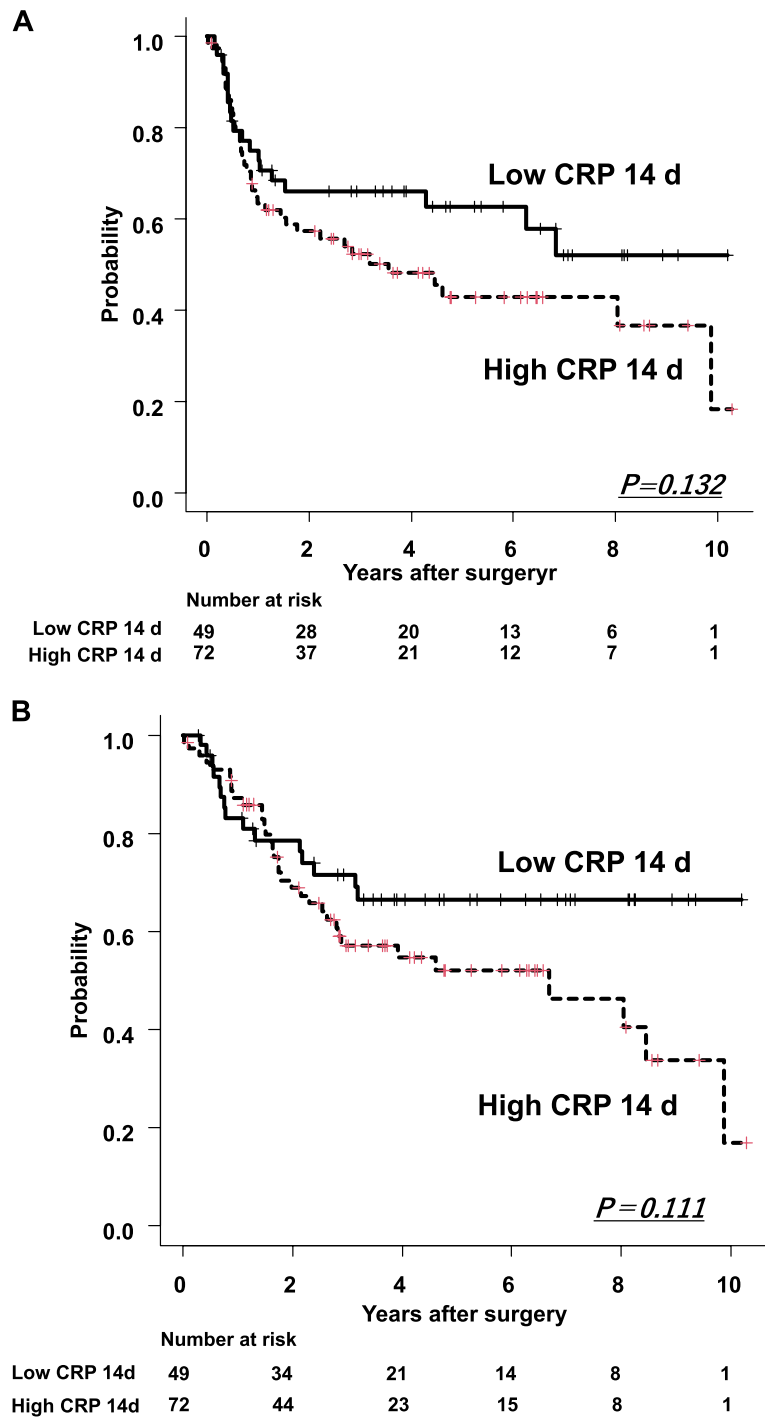 A
1.0
0.8
0.6
0.4
0.2
0.0
Probability
Low CRP 14 d
High CRP 14 d
P=0.132
0 2 4 6 8 10
Years after surgeryr
Number at risk
Low CRP 14 d 49 28 20 13 6 1
High CRP 14 d 72 37 21 12 7 1
B
1.0
0.8
0.6
0.4
0.2
0.0
Probability
Low CRP 14 d
High CRP 14 d
P=0.111
0 2 4 6 8 10
Years after surgery
Number at risk
Low CRP 14d 49 34 21 14 8 1
High CRP 14d 72 44 23 15 8 1